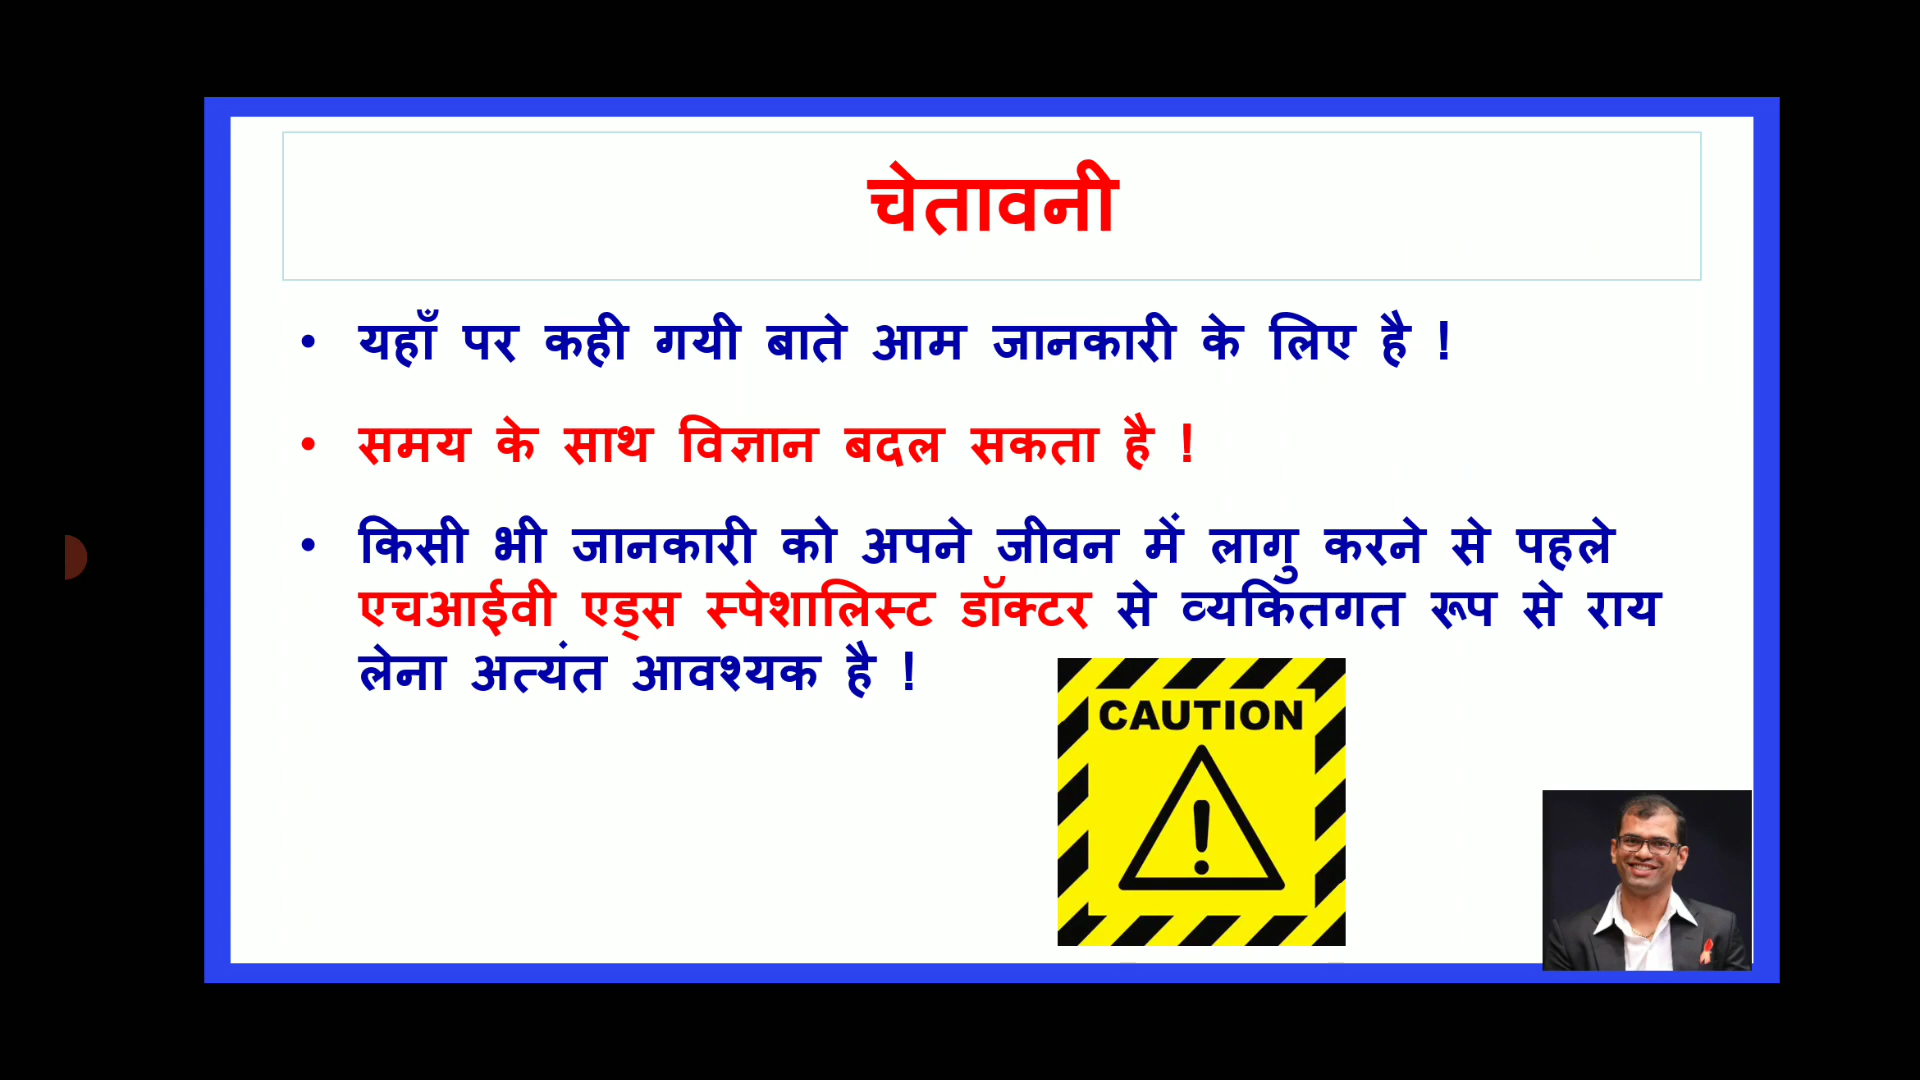 चेतावनी
• यहाँ पर कही गयी बाते आम जानकारी के लिए है !
• समय के साथ विज्ञान बदल सकता है !
• किसी भी जानकारी को अपने जीवन में लागु करने से पहले
एचआईवी एड्स स्पेशालिस्ट डॉक्टर से व्यकितगत रूप से राय
लेना अत्यंत आवश्यक है !
CAUTION
!